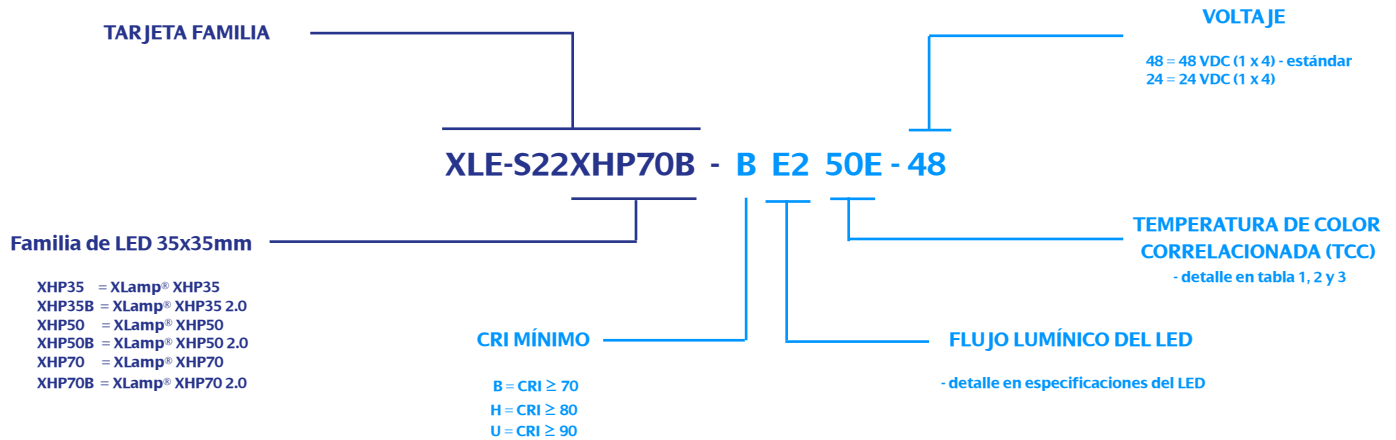 TARJETA FAMILIA
VOLTAJE
48 = 48 VDC (1 x 4) - estándar
24 = 24 VDC (1 x 4)
XLE-S22XHP70B - B E2 50E - 48
Familia de LED 35x35mm
XHP35 = XLamp® XHP35
XHP35B = XLamp® XHP35 2.0
XHP50 = XLamp® XHP50
XHP50B = XLamp® XHP50 2.0
XHP70 = XLamp® XHP70
XHP70B = XLamp® XHP70 2.0
CRI MÍNIMO
B = CRI ≥ 70
H = CRI ≥ 80
U = CRI ≥ 90
FLUJO LUMÍNICO DEL LED
- detalle en especificaciones del LED
TEMPERATURA DE COLOR
CORRELACIONADA (TCC)
- detalle en tabla 1, 2 y 3